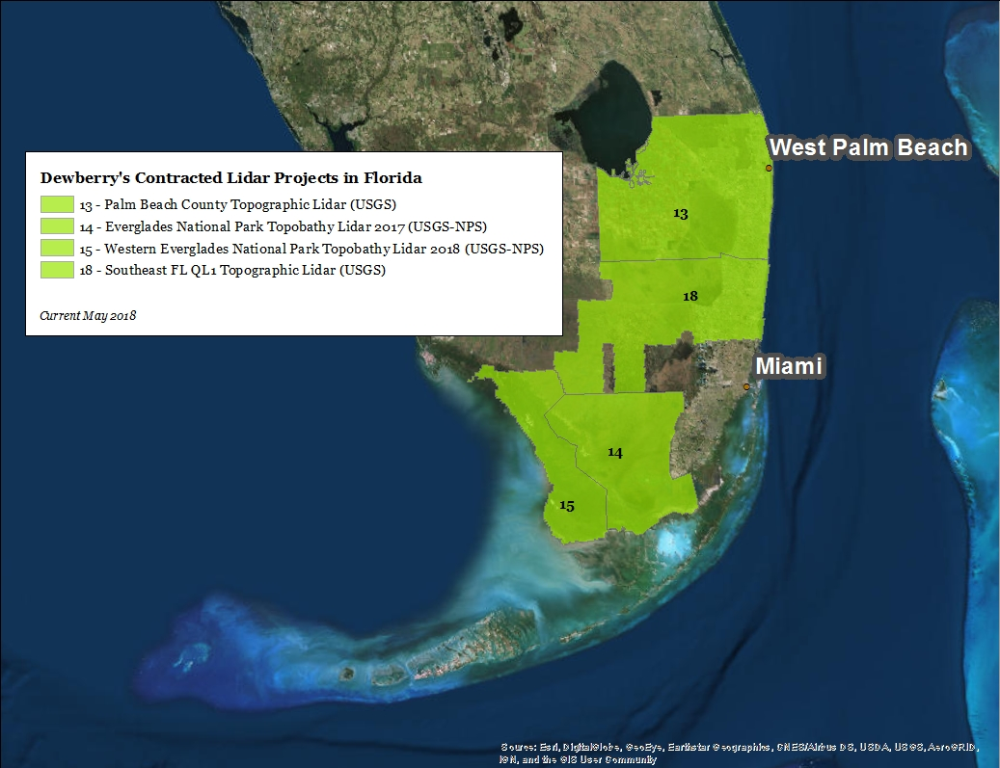 West Palm Beach
Dewberry's Contracted Lidar Projects in Florida
13 - Palm Beach County Topographic Lidar (USGS)
14 - Everglades National Park Topobathy Lidar 2017 (USGS-NPS)
15 - Western Everglades National Park Topobathy Lidar 2018 (USGS-NPS)
18 - Southeast FL QL1 Topographic Lidar (USGS)
Current May 2018
13
18
Miami
14
15
Source: Esri, DigitalGlobe, GeoEye, Earthstar Geographics, CNES/Airbus DS, USDA, USGS, AeroGRID,
IGN, and the GIS User Community